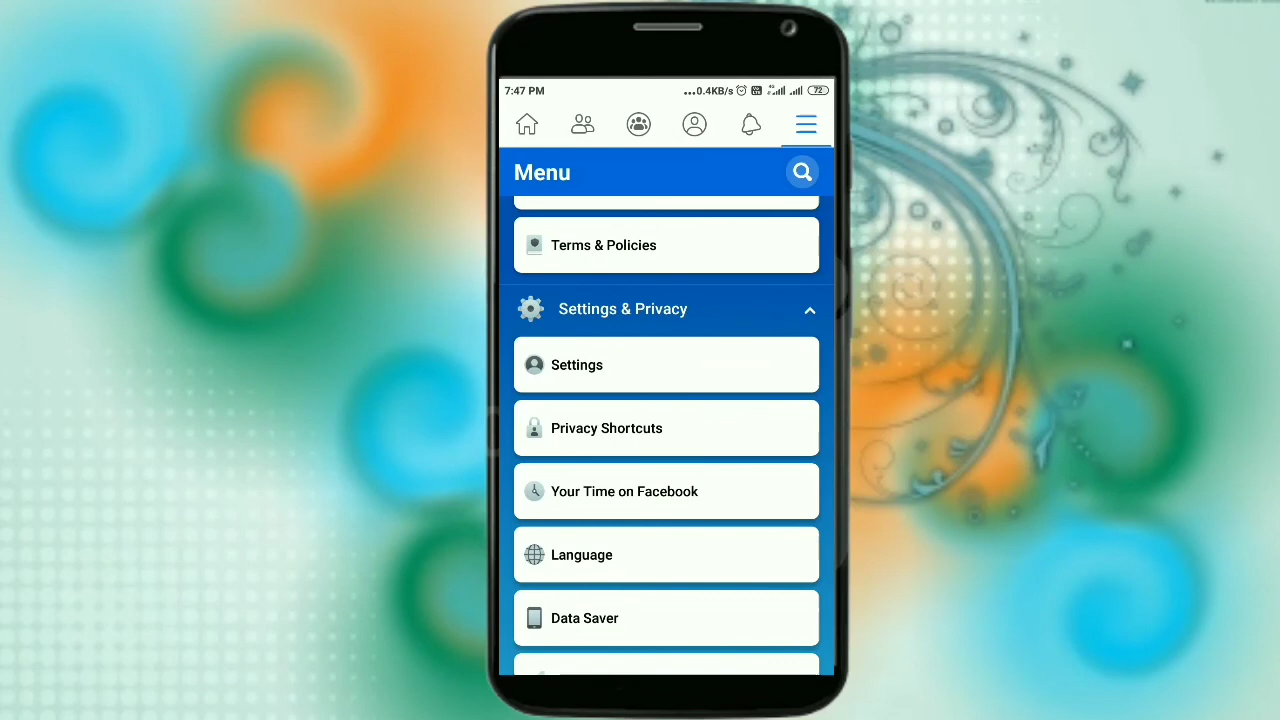 7:47 PM
...0.4KB/s
72
Menu
Terms & Policies
Settings & Privacy
Settings
Privacy Shortcuts
Your Time on Facebook
Language
Data Saver